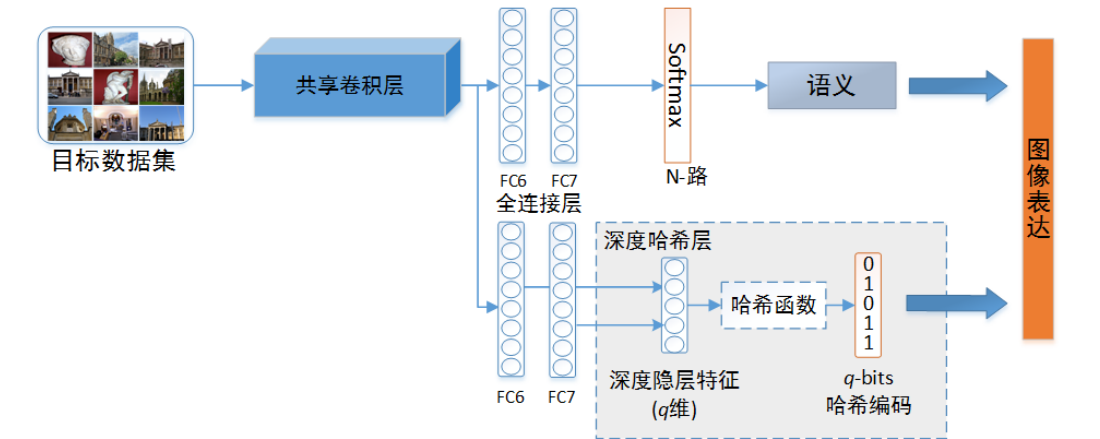 目标数据集
共享卷积层
FC6
FC7
全连接层
Softmax
N-路
语义
图像表达
FC6
FC7
深度哈希层
深度隐层特征
(q维)
哈希函数
0
1
0
1
1
q-bits
哈希编码